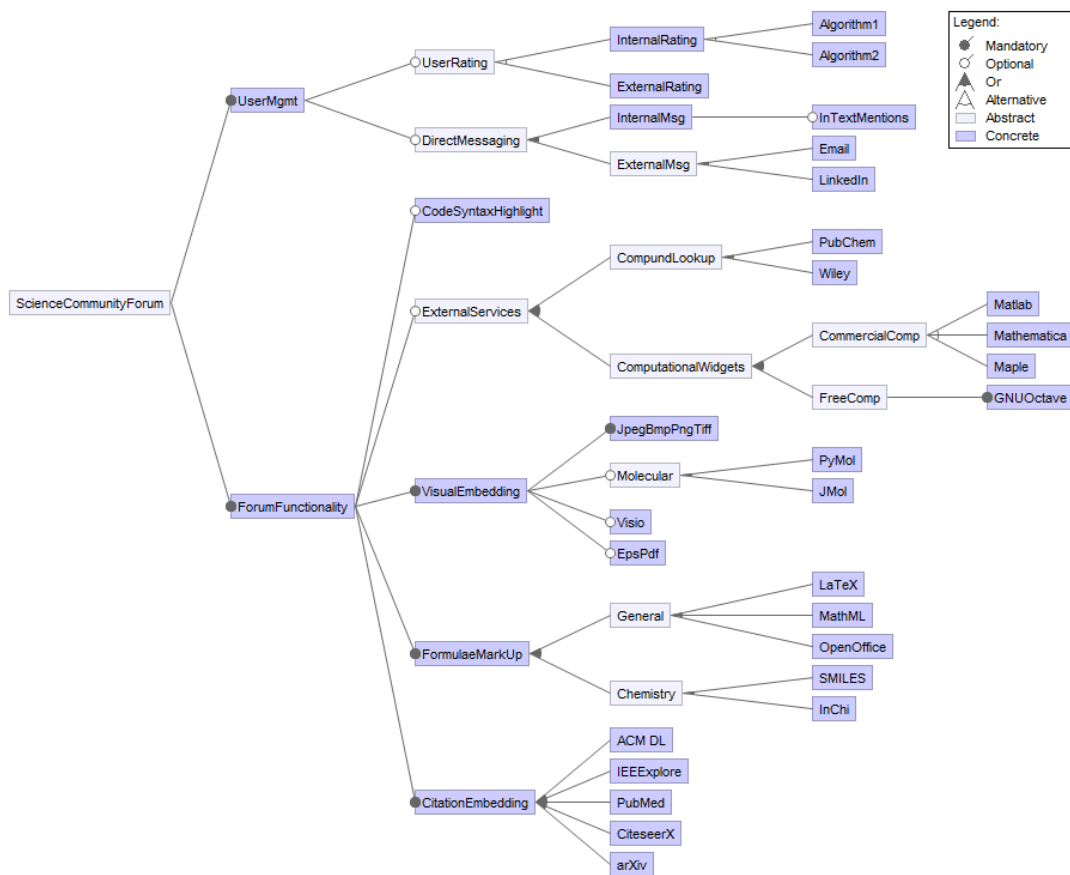 Legend:
Mandatory
Optional
Or
Alternative
Abstract
Concrete
ScienceCommunityForum
UserMgmt
UserRating
InternalRating
Algorithm1
Algorithm2
ExternalRating
DirectMessaging
InternalMsg
InTextMentions
ExternalMsg
Email
LinkedIn
ForumFunctionality
CodeSyntaxHighlight
ExternalServices
CompundLookup
PubChem
Wiley
ComputationalWidgets
CommercialComp
Matlab
Mathematica
Maple
FreeComp
GNUOctave
VisualEmbedding
JpegBmpPngTiff
Molecular
PyMol
JMol
Visio
EpsPdf
FormulaeMarkUp
General
LaTeX
MathML
OpenOffice
Chemistry
SMILES
InChi
CitationEmbedding
ACM DL
IEEExplore
PubMed
CiteseerX
arXiv